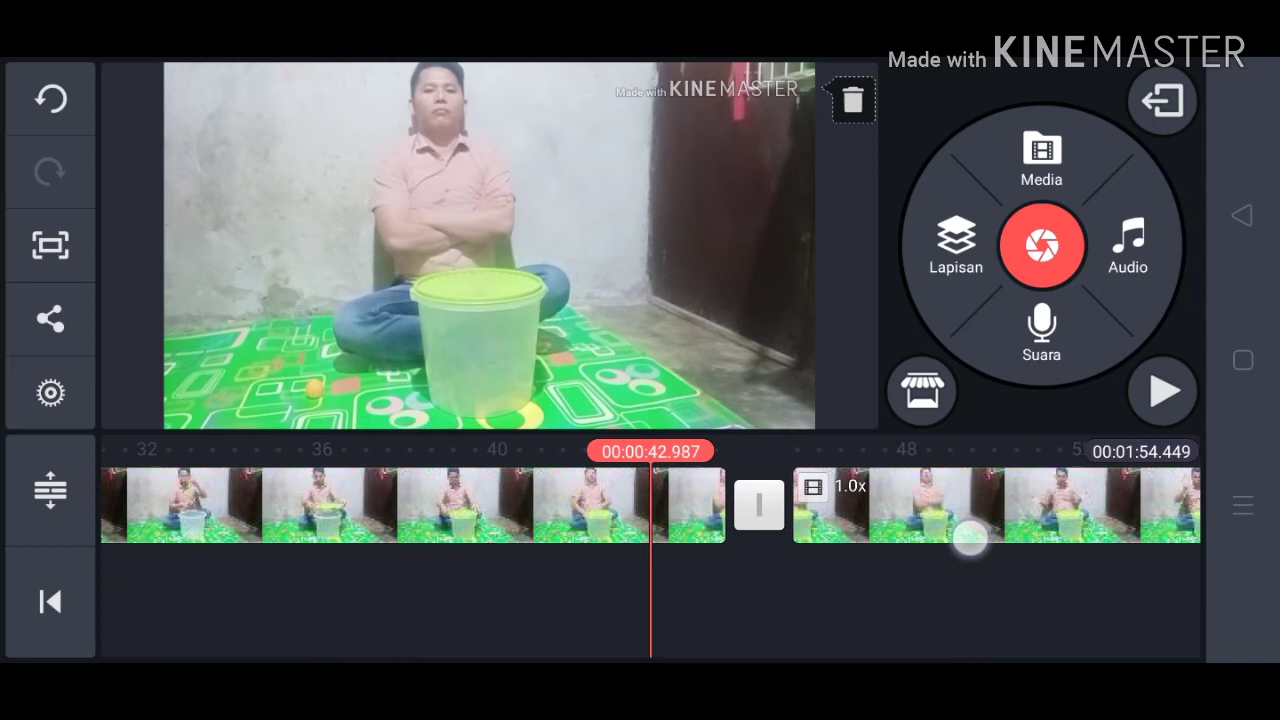 Made with KINEMASTER
Made with KINEMASTER
Media
Lapisan
Audio
Suara
32
36
40
00:00:42.987
48
00:01:54.449
1.0x